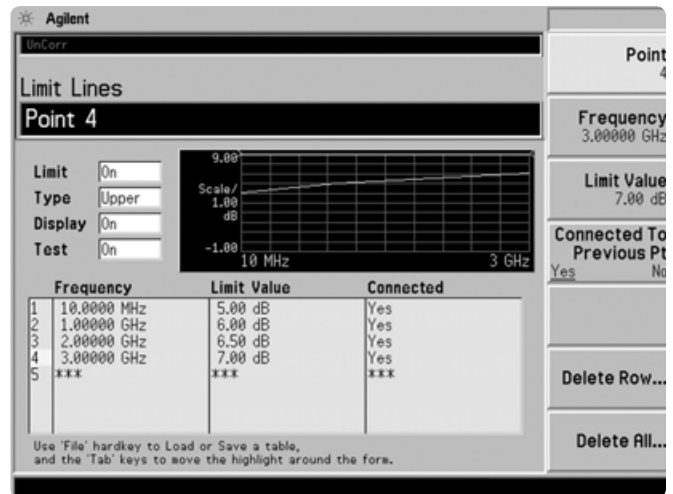 Agilent
UnCorr
Limit Lines
Point 4
Limit On
Type Upper
Display On
Test On
9.00
Scale/
1.00
dB
-1.00
10 MHz 3 GHz
Frequency Limit Value Connected
1 10.0000 MHz 5.00 dB Yes
2 1.00000 GHz 6.00 dB Yes
3 2.00000 GHz 6.50 dB Yes
4 3.00000 GHz 7.00 dB Yes
5 *** *** ***
Use 'File' hardkey to Load or Save a table,
and the 'Tab' keys to move the highlight around the form.
Point
4
Frequency
3.00000 GHz
Limit Value
7.00 dB
Connected To
Previous Pt
Yes No
Delete Row...
Delete All...